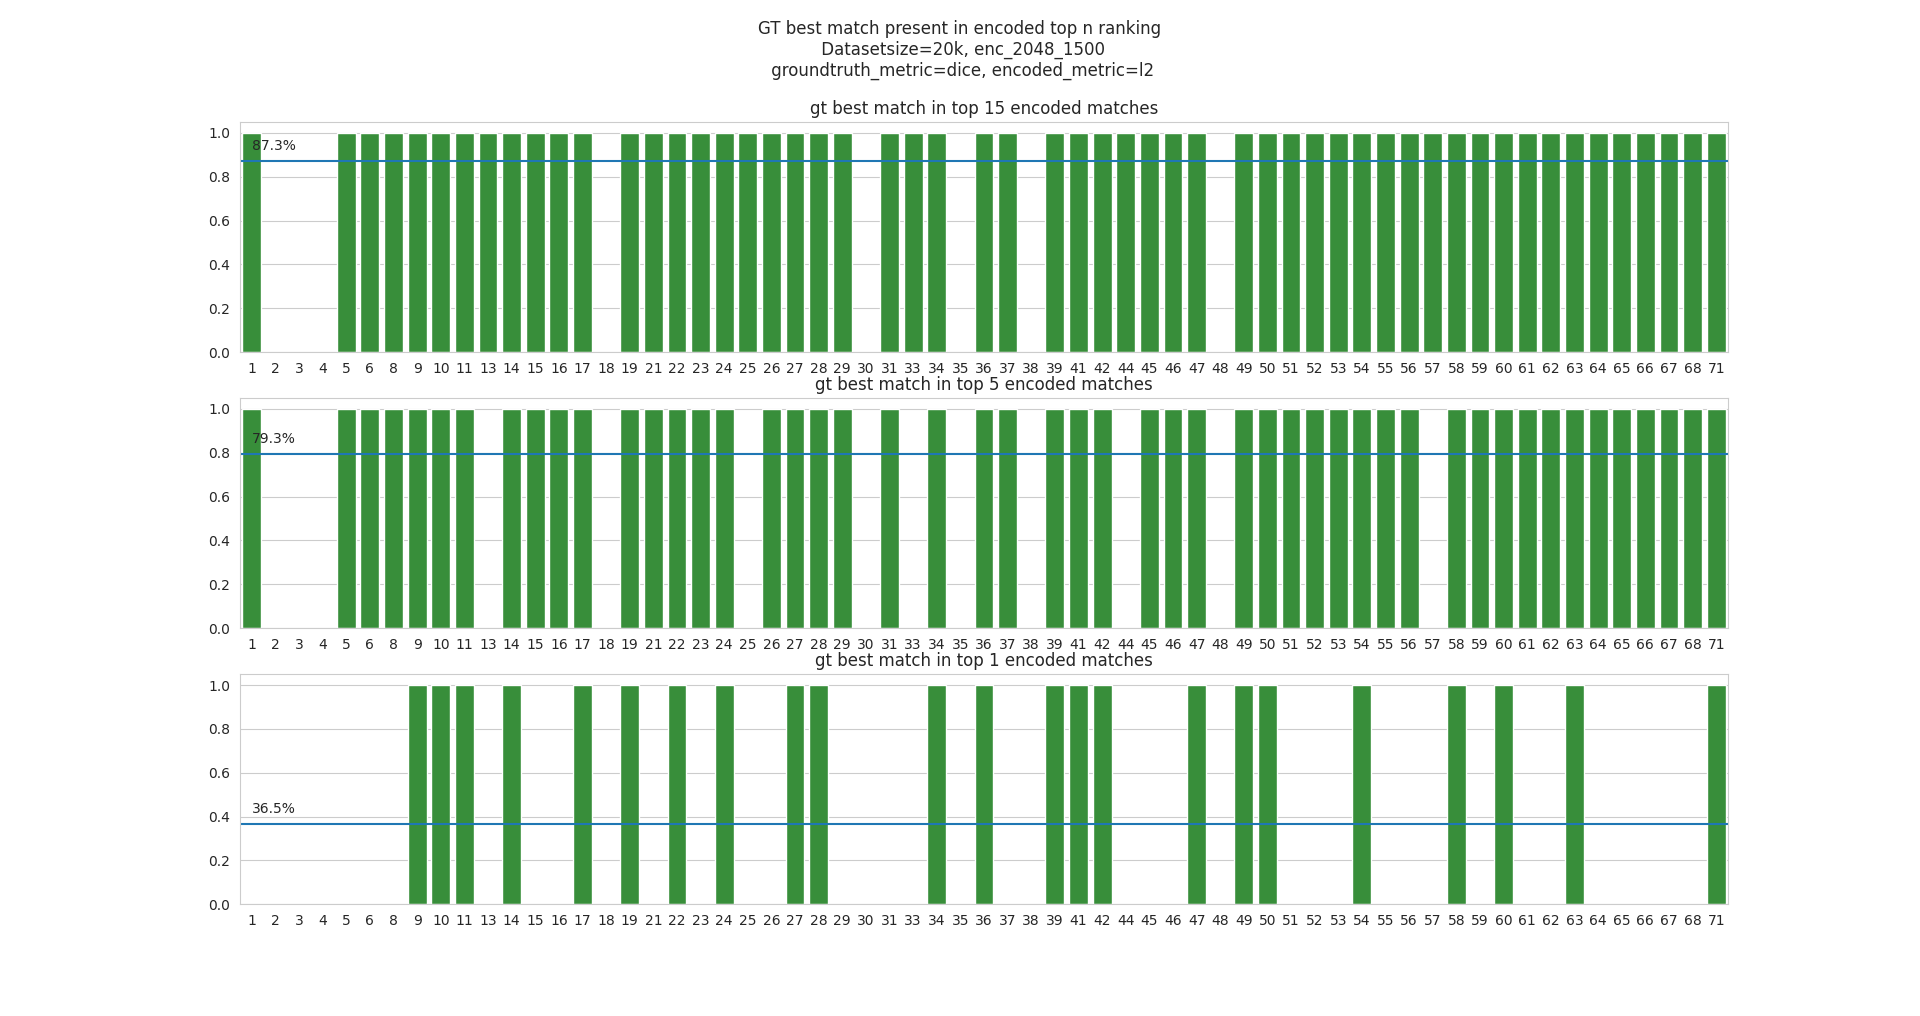 GT best match present in encoded top n ranking
Datasetsize=20k, enc_2048_1500
groundtruth_metric=dice, encoded_metric=l2
gt best match in top 15 encoded matches
1.0
87.3%
0.8
0.6
0.4
0.2
0.0
1 2 3 4 5 6 8 9 10 11 13 14 15 16 17 18 19 21 22 23 24 25 26 27 28 29 30 31 33 34 35 36 37 38 39 41 42 44 45 46 47 48 49 50 51 52 53 54 55 56 57 58 59 60 61 62 63 64 65 66 67 68 71
gt best match in top 5 encoded matches
1.0
79.3%
0.8
0.6
0.4
0.2
0.0
1 2 3 4 5 6 8 9 10 11 13 14 15 16 17 18 19 21 22 23 24 25 26 27 28 29 30 31 33 34 35 36 37 38 39 41 42 44 45 46 47 48 49 50 51 52 53 54 55 56 57 58 59 60 61 62 63 64 65 66 67 68 71
gt best match in top 1 encoded matches
1.0
0.8
0.6
36.5%
0.4
0.2
0.0
1 2 3 4 5 6 8 9 10 11 13 14 15 16 17 18 19 21 22 23 24 25 26 27 28 29 30 31 33 34 35 36 37 38 39 41 42 44 45 46 47 48 49 50 51 52 53 54 55 56 57 58 59 60 61 62 63 64 65 66 67 68 71